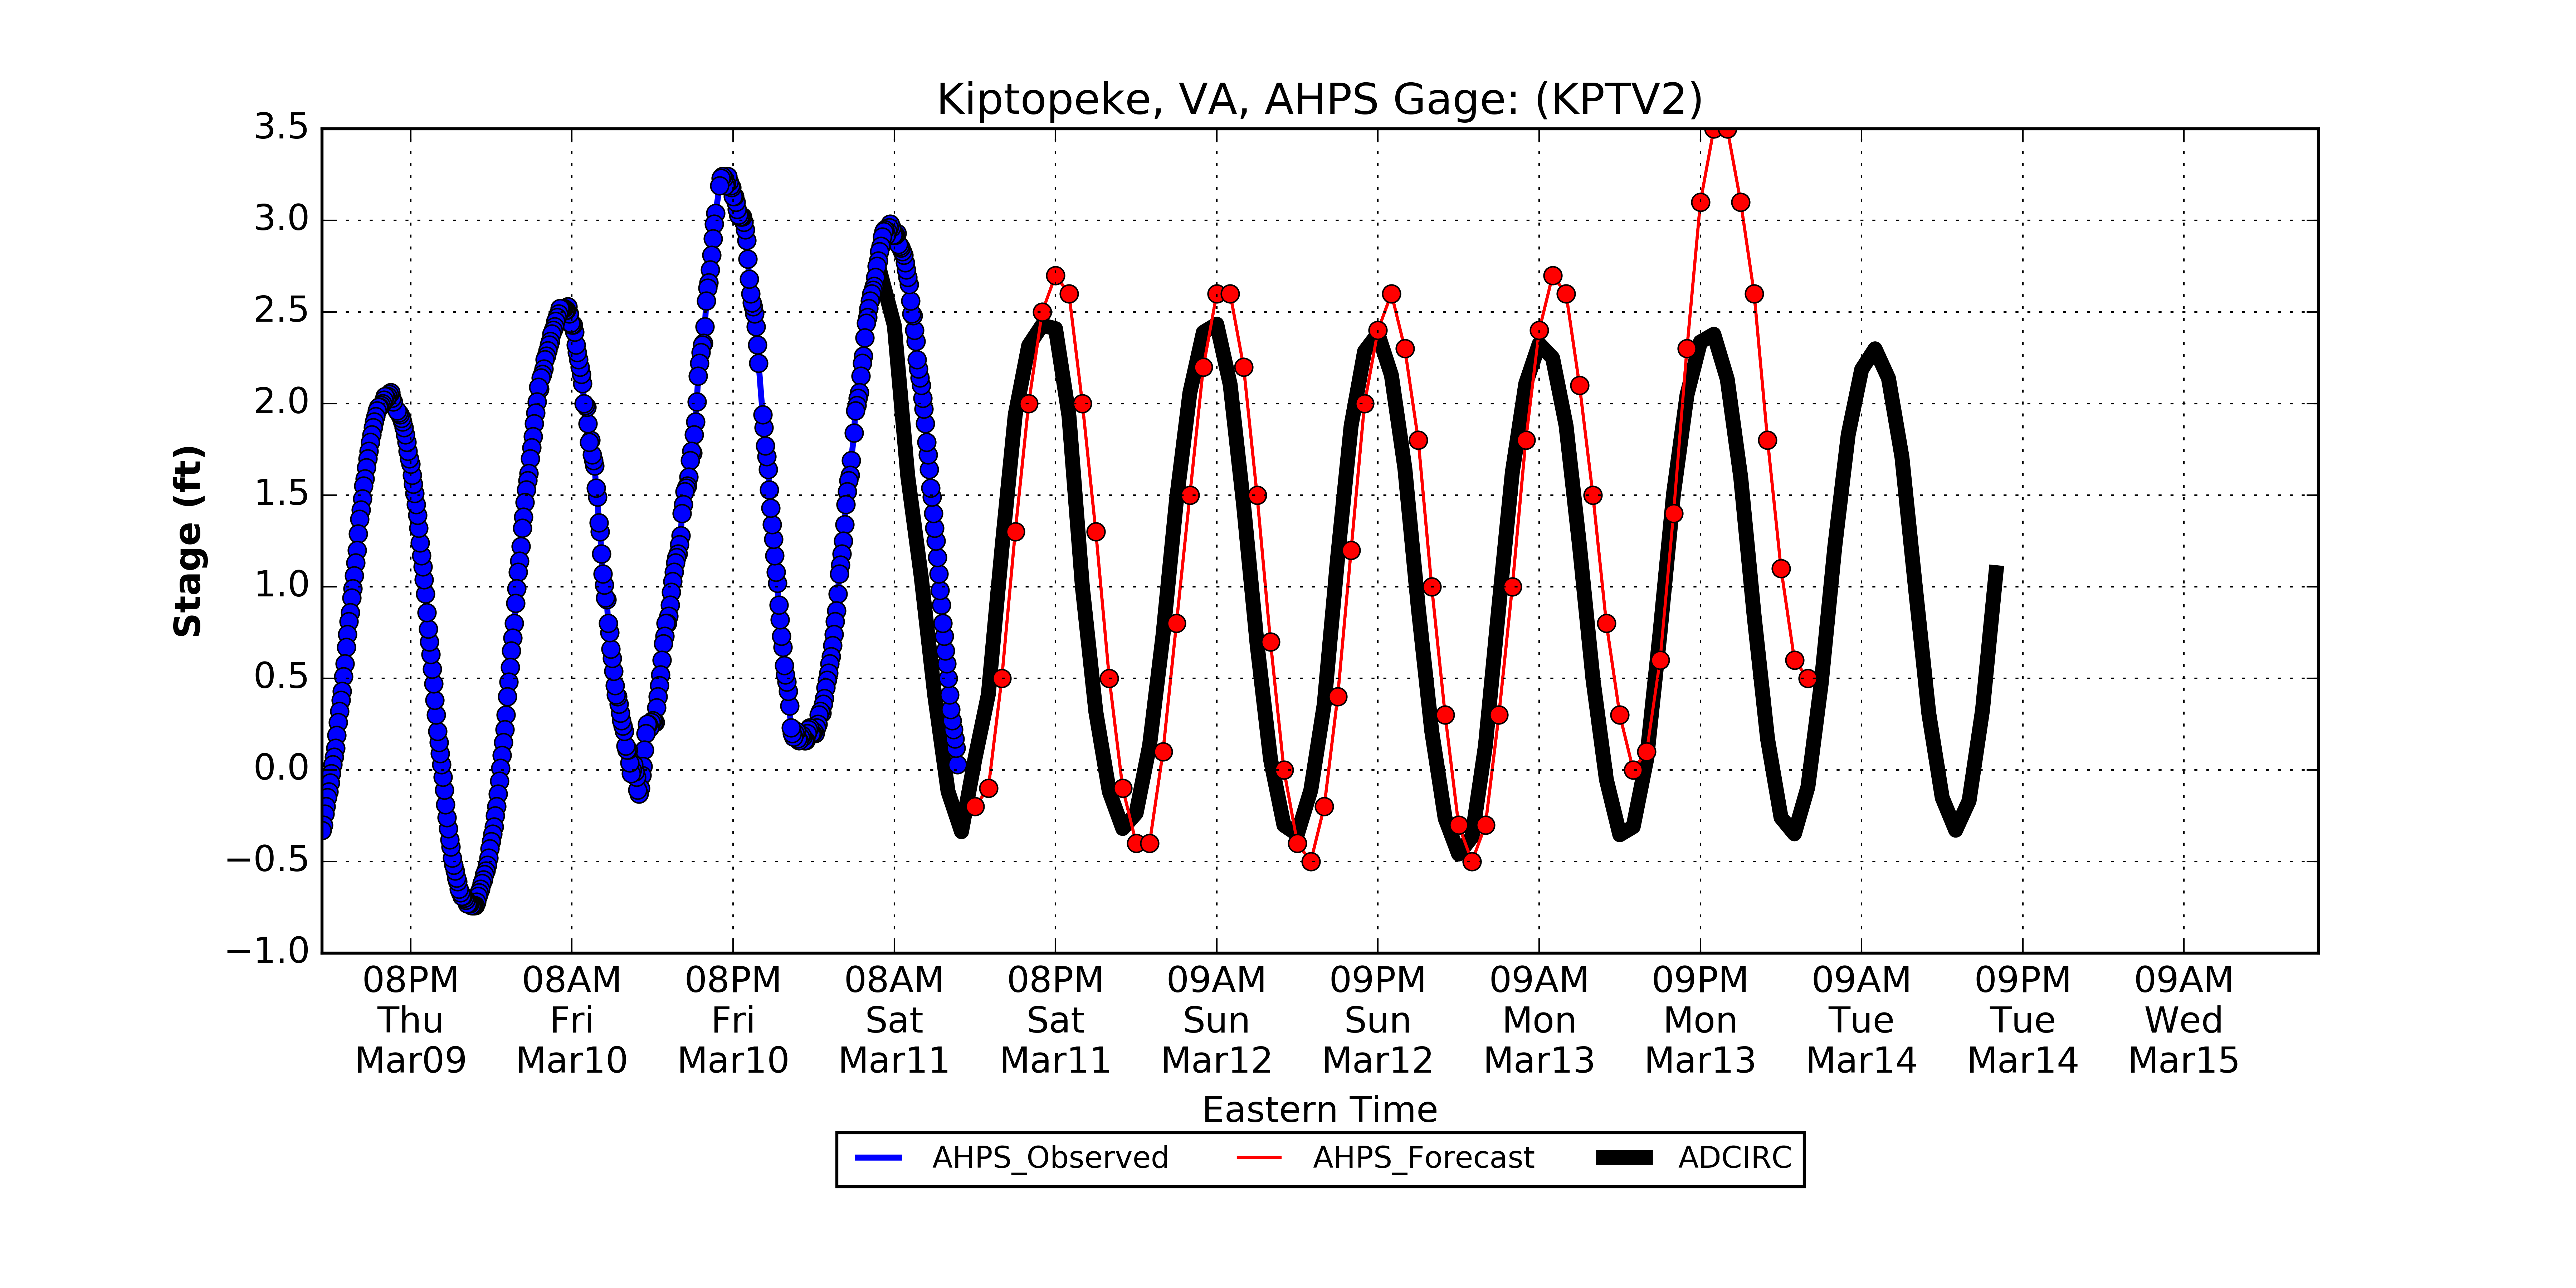 Kiptopeke, VA, AHPS Gage: (KPTV2)
3.5
3.0
2.5
2.0
1.5
1.0
0.5
0.0
−0.5
−1.0
Stage (ft)
08PM 08AM 08PM 08AM 08PM 09AM 09PM 09AM 09PM 09AM 09PM 09AM
Thu Fri Fri Sat Sat Sun Sun Mon Mon Tue Tue Wed
Mar09 Mar10 Mar10 Mar11 Mar11 Mar12 Mar12 Mar13 Mar13 Mar14 Mar14 Mar15
Eastern Time
AHPS_Observed AHPS_Forecast ADCIRC